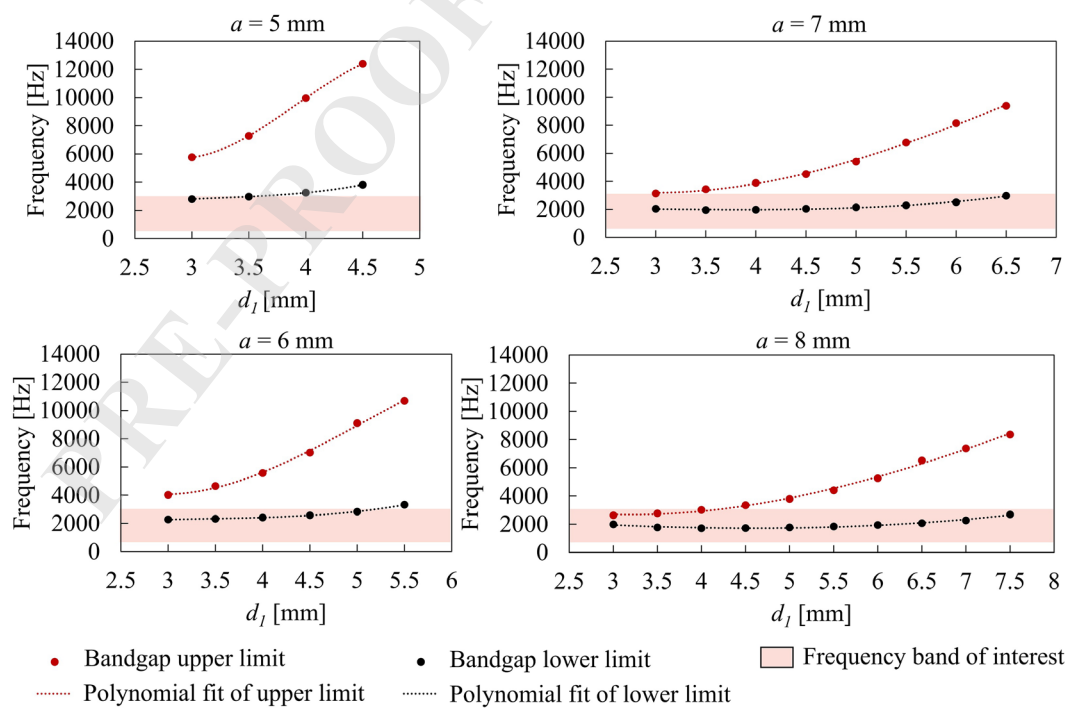 a = 5 mm
Frequency [Hz]
14000
12000
10000
8000
6000
4000
2000
0
2.5 3 3.5 4 4.5 5
d1 [mm]
a = 7 mm
Frequency [Hz]
14000
12000
10000
8000
6000
4000
2000
0
2.5 3 3.5 4 4.5 5 5.5 6 6.5 7
d1 [mm]
a = 6 mm
Frequency [Hz]
14000
12000
10000
8000
6000
4000
2000
0
2.5 3 3.5 4 4.5 5 5.5 6
d1 [mm]
a = 8 mm
Frequency [Hz]
14000
12000
10000
8000
6000
4000
2000
0
2.5 3 3.5 4 4.5 5 5.5 6 6.5 7 7.5 8
d1 [mm]
Bandgap upper limit
Bandgap lower limit
Frequency band of interest
Polynomial fit of upper limit
Polynomial fit of lower limit
PRE-PROOF